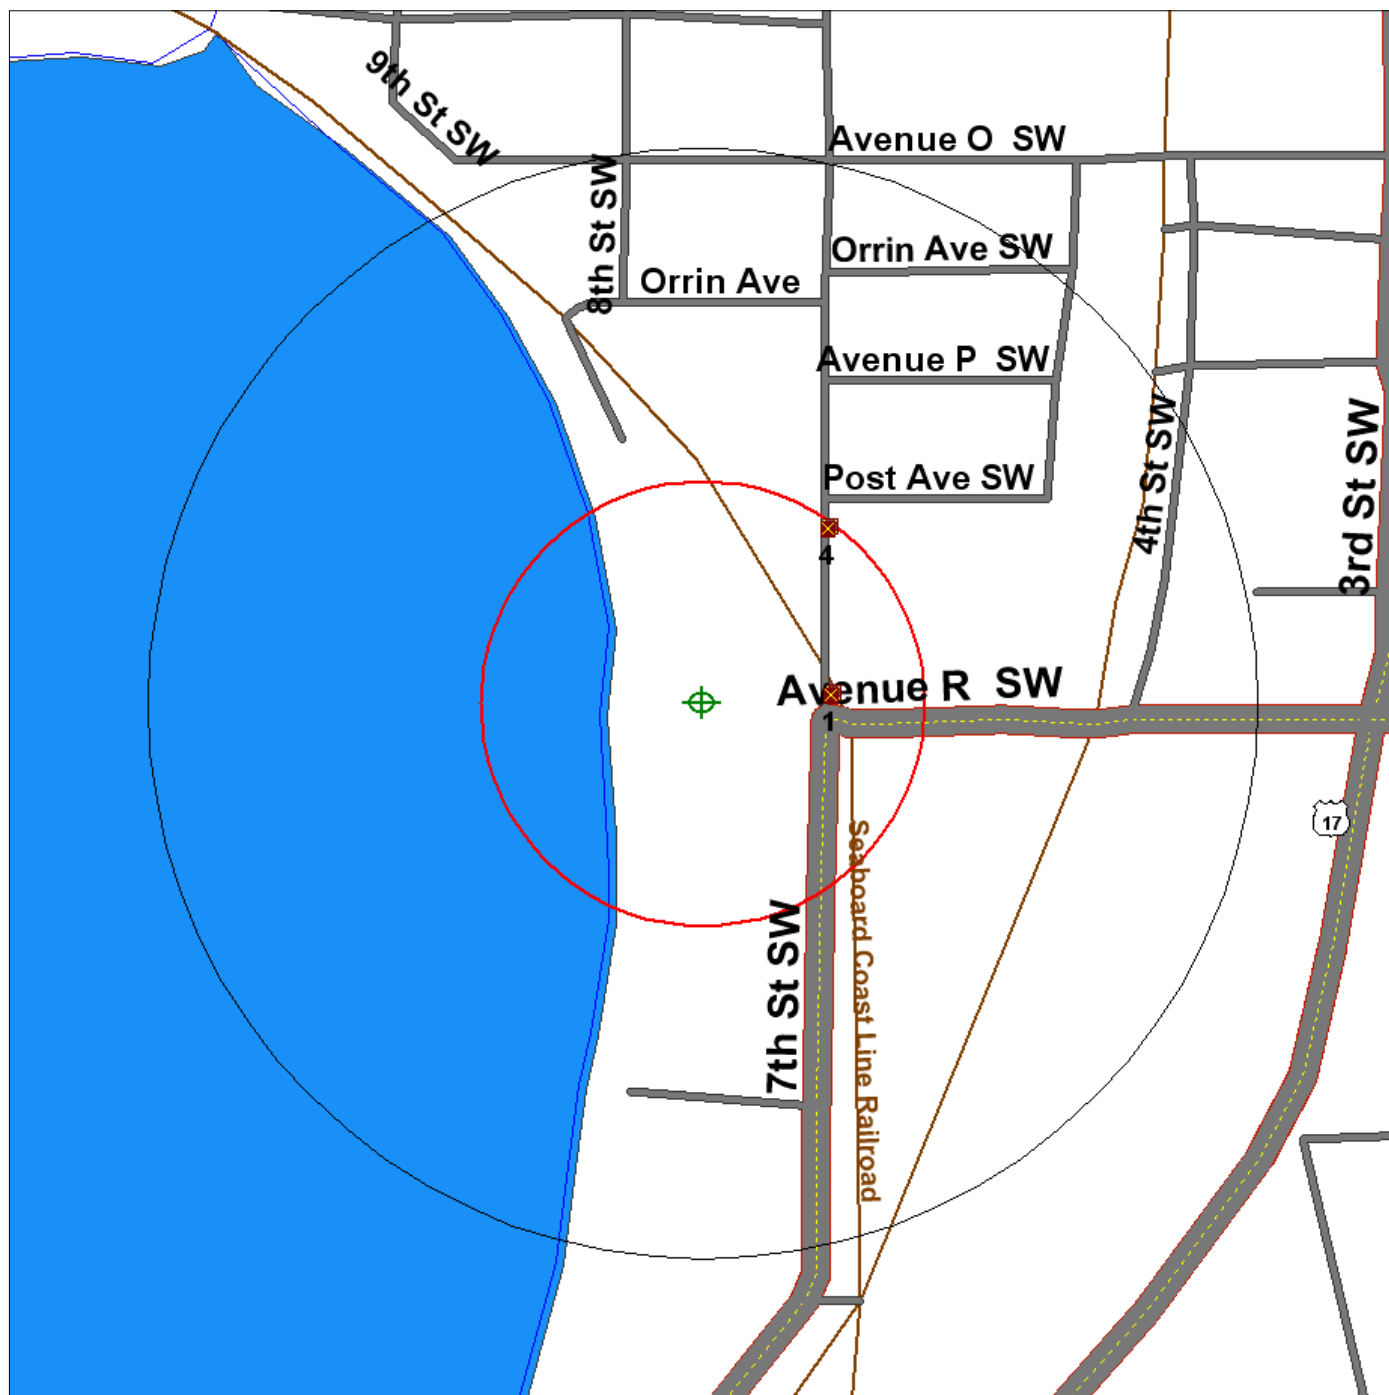 9th St SW
Avenue O SW
8th St SW
Orrin Ave SW
Orrin Ave
Avenue P SW
Post Ave SW
4th St SW
3rd St SW
4
Avenue R SW
1
17
Seaboard Coast Line Railroad
7th St SW